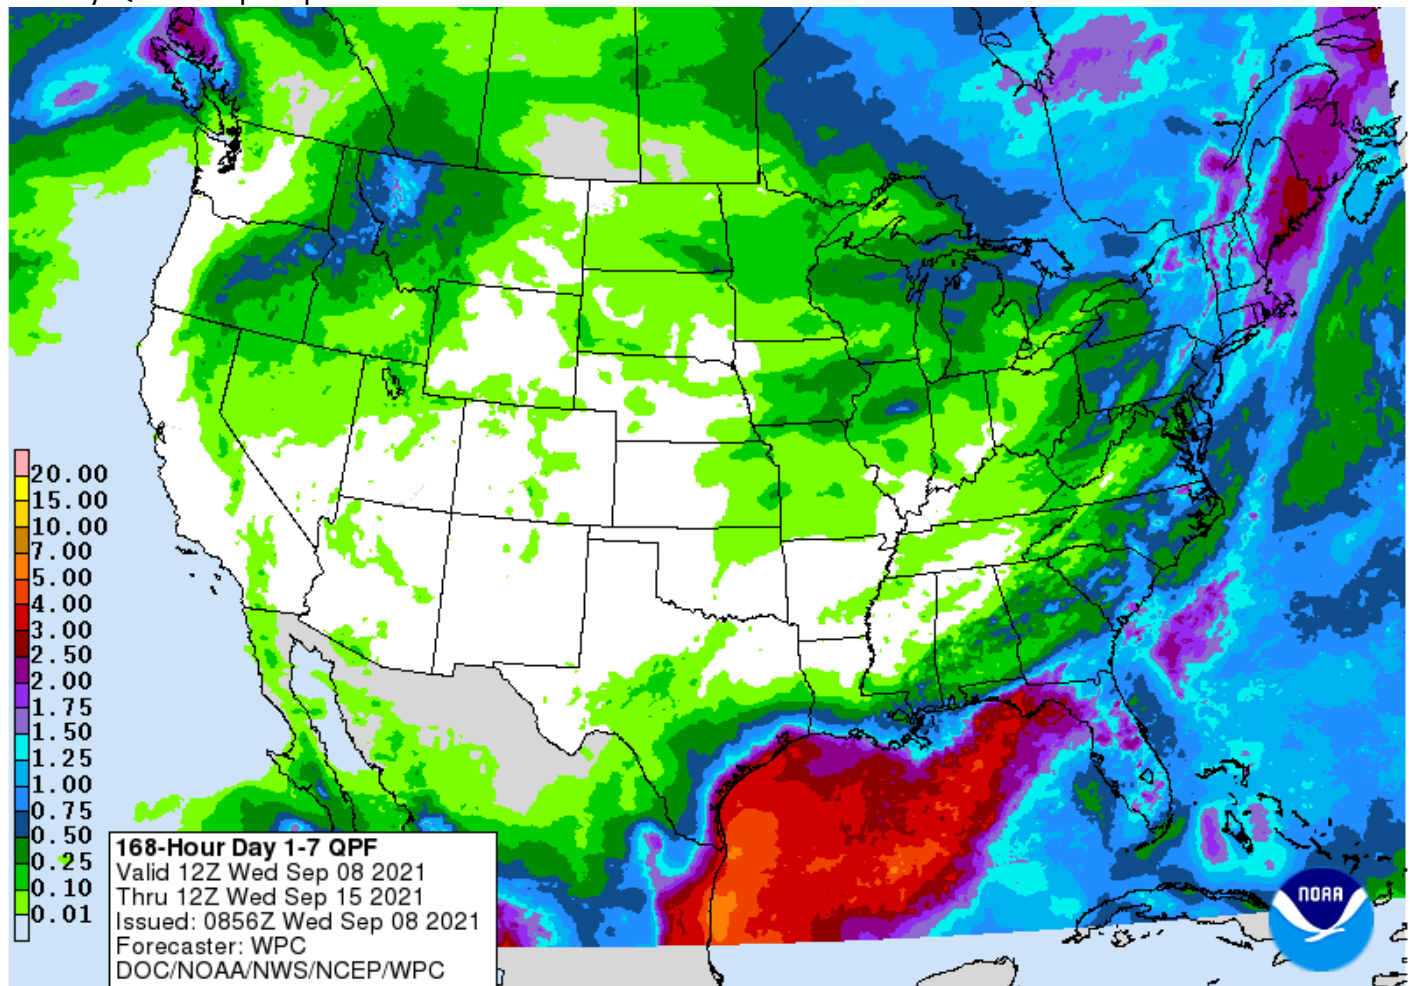 20.00
15.00
10.00
7.00
5.00
4.00
3.00
2.50
2.00
1.75
1.50
1.25
1.00
0.75
0.50
0.25
0.10
0.01
168-Hour Day 1-7 QPF
Valid 12Z Wed Sep 08 2021
Thru 12Z Wed Sep 15 2021
Issued: 0856Z Wed Sep 08 2021
Forecaster: WPC
DOC/NOAA/NWS/NCEP/WPC
NOAA